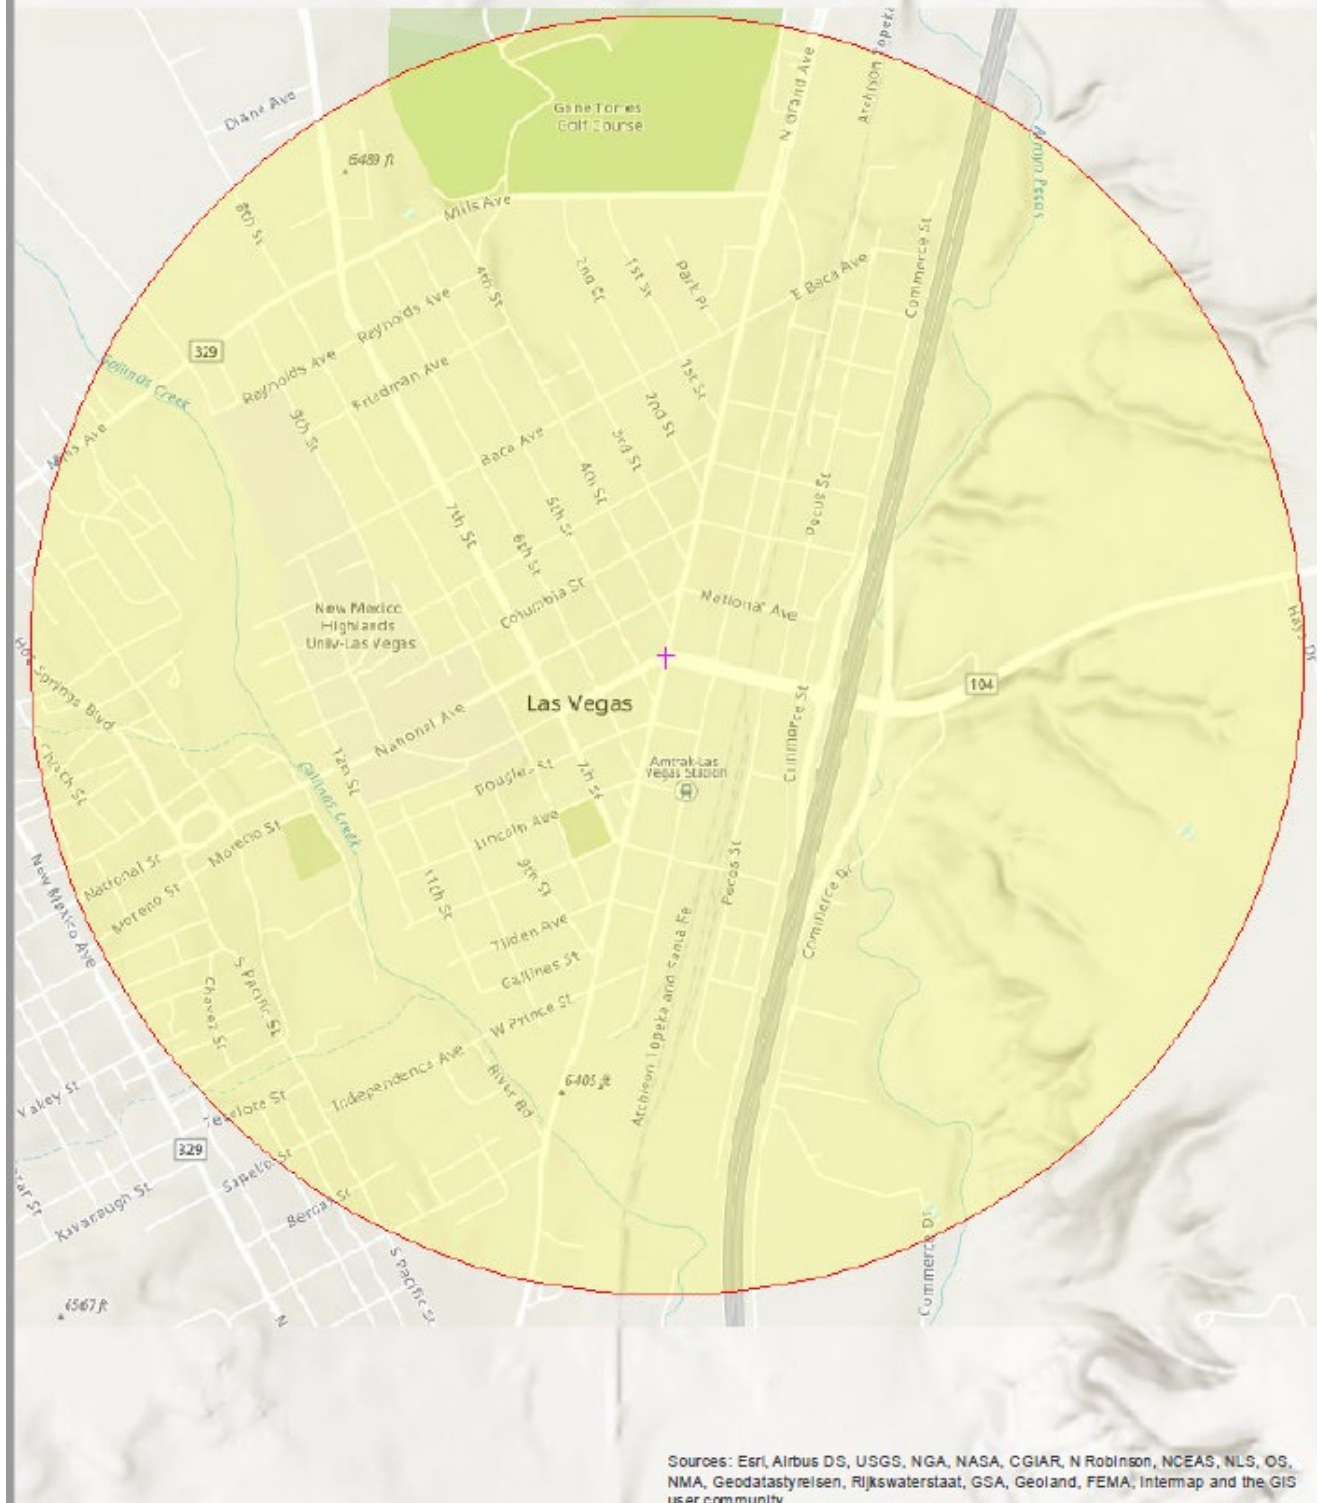 Diane Ave
6489 ft
Gene Torres
Golf Course
N Grand Ave
Atchison Topeka
Arroyo Pecos
Mills Ave
8th St
4th St
2nd St
1st St
Park Pl
E Baca Ave
Commerce St
Reynolds Ave
329
Gallinas Creek
Reynolds Ave
Friedman Ave
1st St
2nd St
9th St
Mills Ave
Baca Ave
3rd St
4th St
5th St
7th St
6th St
Pecos St
Columbia St
National Ave
New Mexico
Highlands
Univ-Las Vegas
Hays Dr
Hot Springs Blvd
104
Las Vegas
National Ave
Commerce St
12th St
Church St
Gallinas Creek
Douglas St
7th St
Amtrak-Las
Vegas Station
Lincoln Ave
Moreno St
National St
Moreno St
9th St
11th St
Pecos St
Commerce Dr
New Mexico Ave
Tilden Ave
Gallinas St
W Prince St
S Pacific St
Chavez St
Atchison Topeka and Santa Fe
Independence Ave
River Rd
6405 ft
Valley St
Tecolote St
329
Sapello St
Kavanaugh St
Bernal St
S Pacific St
Commerce Dr
6567 ft
N
Sources: Esri, Airbus DS, USGS, NGA, NASA, CGIAR, N Robinson, NCEAS, NLS, OS,
NMA, Geodatastyrelsen, Rijkswaterstaat, GSA, Geoland, FEMA, Intermap and the GIS
user community